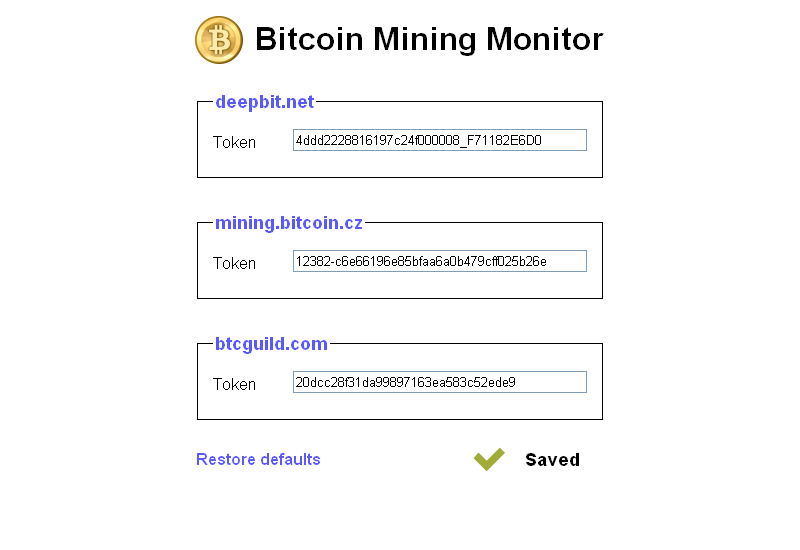 Bitcoin Mining Monitor
deepbit.net
Token 4ddd2228816197c24f000008_F71182E6D0
mining.bitcoin.cz
Token 12382-c6e66196e85bfaa6a0b479cff025b26e
btcguild.com
Token 20dcc28f31da99897163ea583c52ede9
Restore defaults Saved